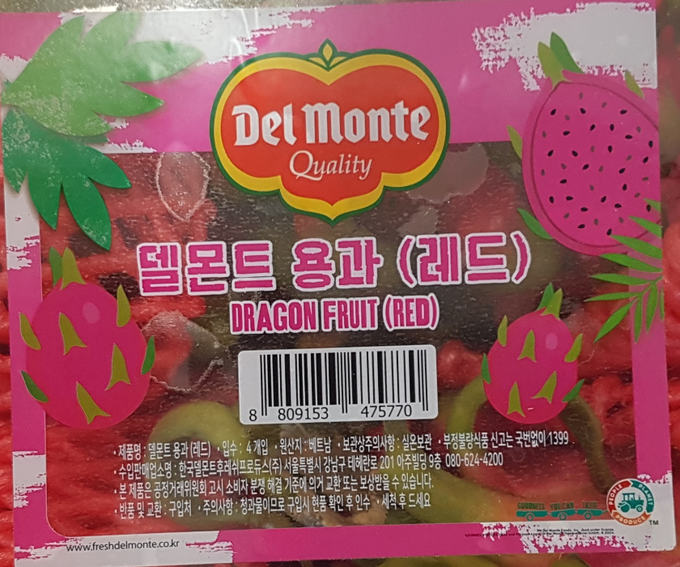 Del Monte
Quality
델몬트 용과 (레드)
DRAGON FRUIT (RED)
8 809153 475770
• 제품명 : 델몬트 용과 (레드) • 입수 : 4개입 • 원산지 : 베트남 • 보관상주의사항 : 실온보관 • 부정불량식품 신고는 국번없이 1399
• 수입판매업소명 : 한국델몬트후레쉬프로듀스(주) 서울특별시 강남구 테헤란로 201 아주빌딩 9층 080-624-4200
• 본 제품은 공정거래위원회 고시 소비자 분쟁 해결 기준에 의거 교환 또는 보상받을 수 있습니다.
• 반품 및 교환 : 구입처 • 주의사항 : 청과물이므로 구입시 현품 확인 후 인수 • 세척 후 드세요
PEOPLE PLANET PRODUCT
TM
www.freshdelmonte.co.kr